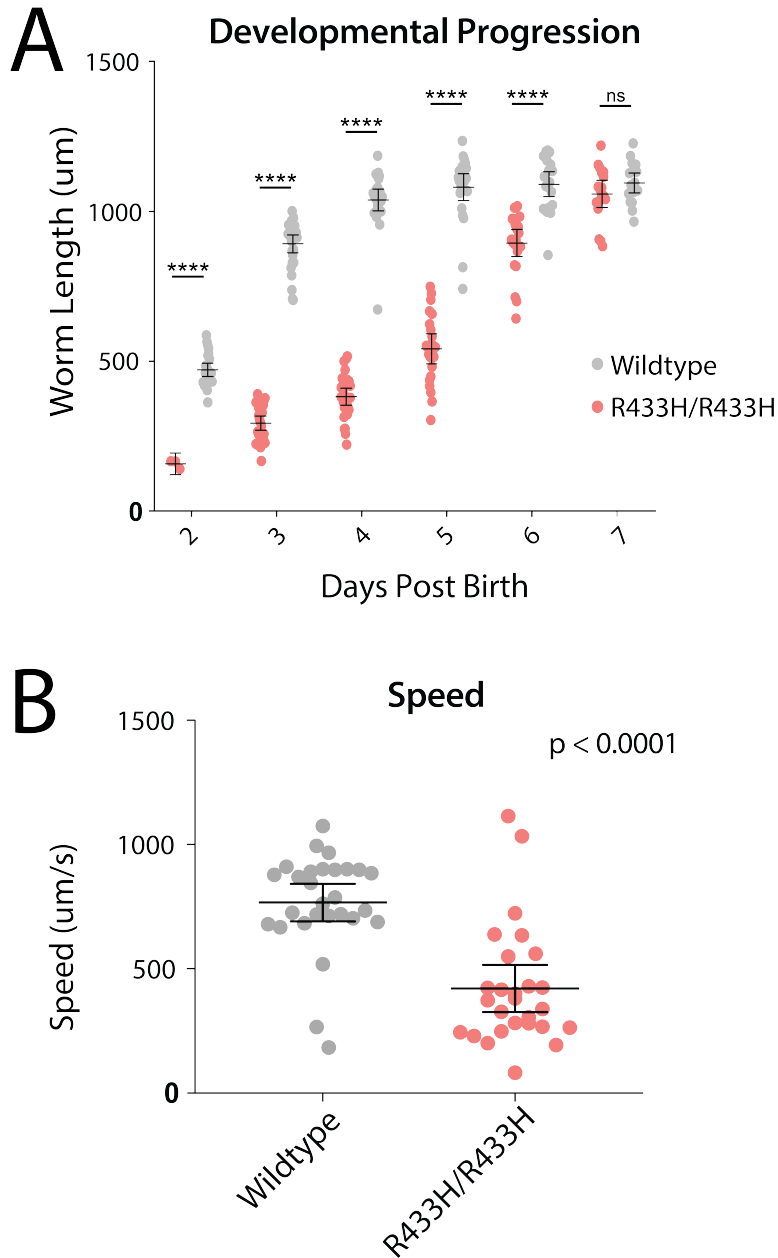 A
Developmental Progression
1500
1000
500
0
Worm Length (um)
****
****
****
****
****
ns
Wildtype
R433H/R433H
2
3
4
5
6
7
Days Post Birth
B
Speed
p < 0.0001
1500
1000
500
0
Speed (um/s)
Wildtype
R433H/R433H